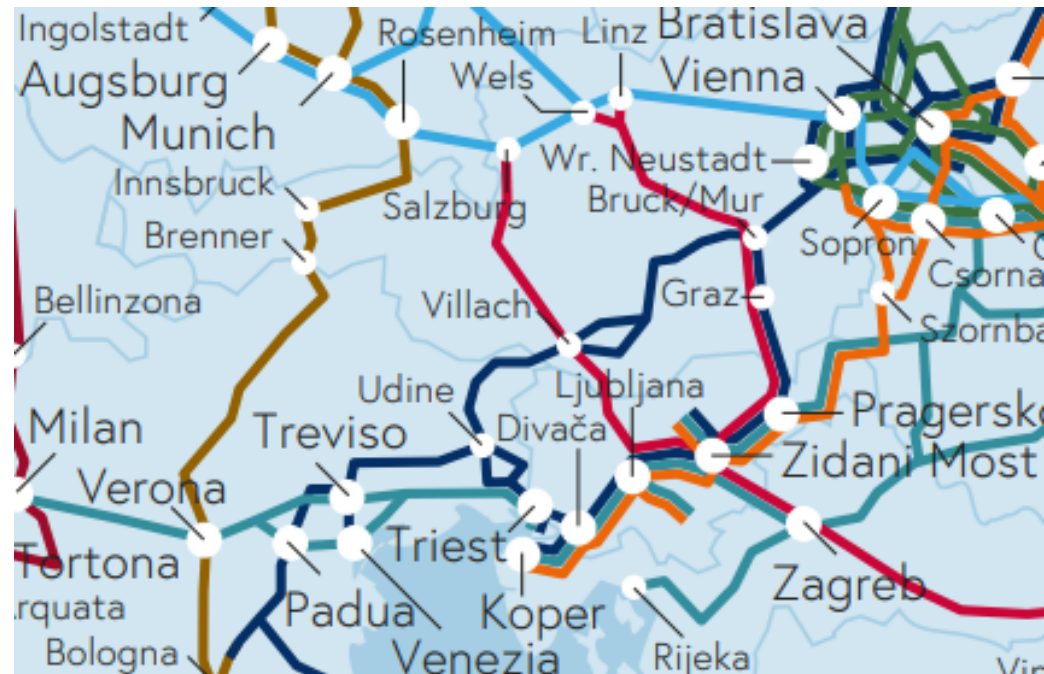 Ingolstadt
Rosenheim
Linz
Bratislava
Augsburg
Wels
Vienna
Munich
Wr. Neustadt
Innsbruck
Salzburg
Bruck/Mur
Brenner
Sopron
Csorna
Bellinzona
Villach
Graz
Szornba
Udine
Ljubljana
Milan
Treviso
Divača
Pragersko
Verona
Zidani Most
Tortona
Triest
Arquata
Padua
Koper
Zagreb
Bologna
Venezia
Rijeka